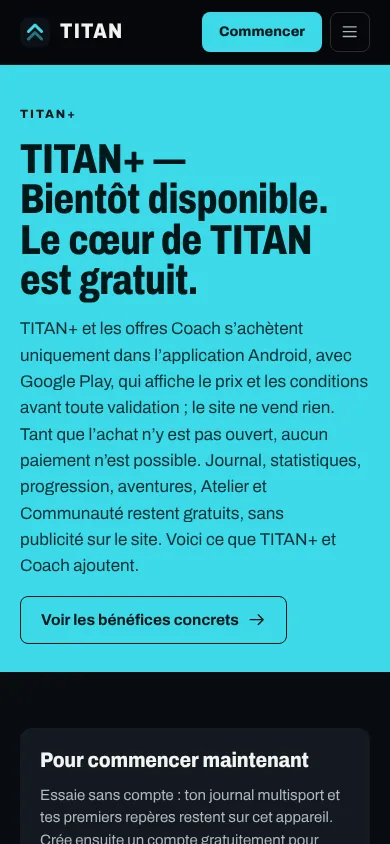 TITAN
Commencer
TITAN+
TITAN+ —
Bientôt disponible.
Le cœur de TITAN
est gratuit.
TITAN+ et les offres Coach s’achètent
uniquement dans l’application Android, avec
Google Play, qui affiche le prix et les conditions
avant toute validation ; le site ne vend rien.
Tant que l’achat n’y est pas ouvert, aucun
paiement n’est possible. Journal, statistiques,
progression, aventures, Atelier et
Communauté restent gratuits, sans
publicité sur le site. Voici ce que TITAN+ et
Coach ajoutent.
Voir les bénéfices concrets →
Pour commencer maintenant
Essaie sans compte : ton journal multisport et
tes premiers repères restent sur cet appareil.
Crée ensuite un compte gratuitement pour